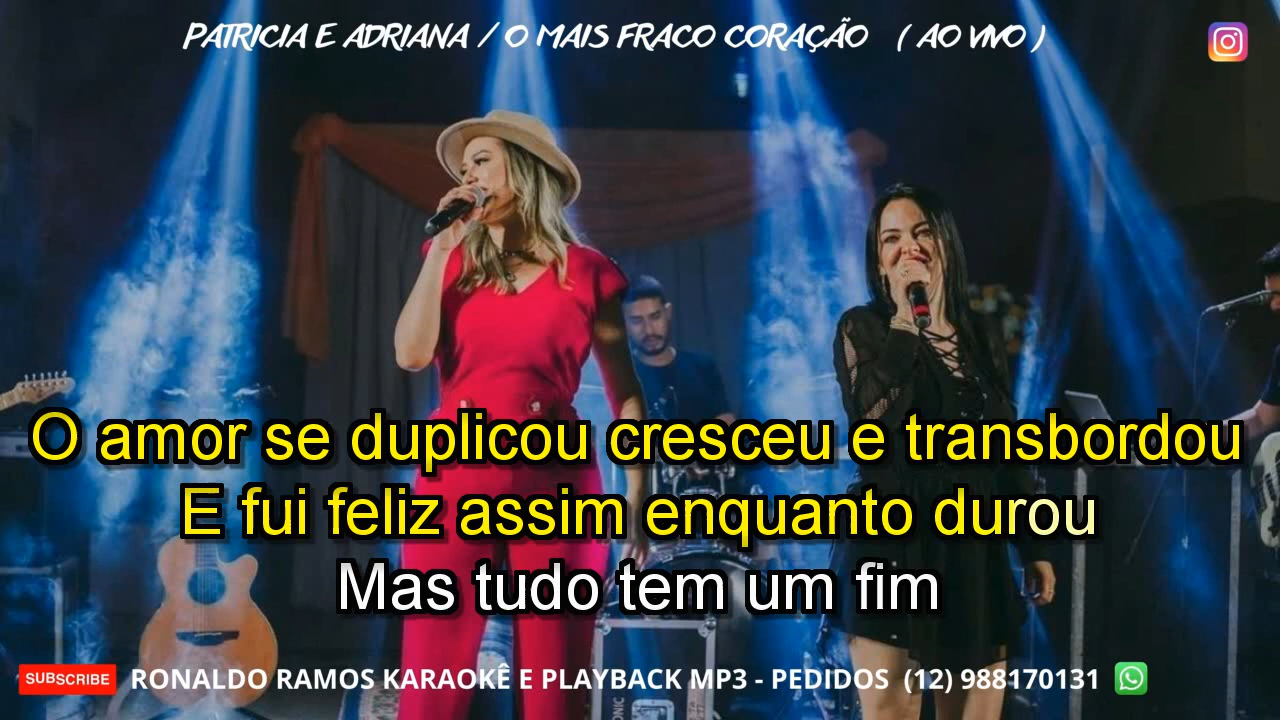 PATRICIA E ADRIANA / O MAIS FRACO CORAÇÃO ( AO VIVO )
O amor se duplicou cresceu e transbordou
E fui feliz assim enquanto durou
Mas tudo tem um fim
SUBSCRIBE RONALDO RAMOS KARAOKÊ E PLAYBACK MP3 - PEDIDOS (12) 988170131